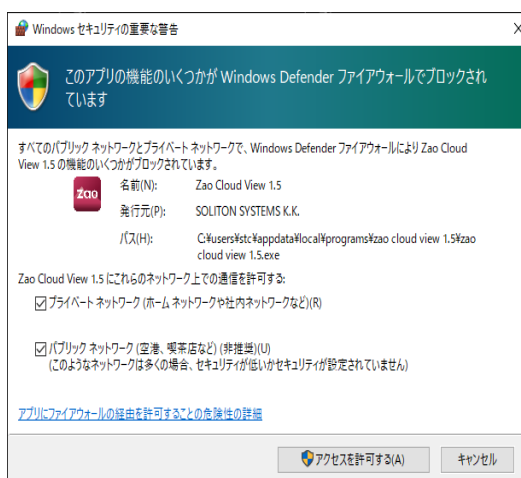 Windows セキュリティの重要な警告
このアプリの機能のいくつかが Windows Defender ファイアウォールでブロックされ
ています
すべてのパブリック ネットワークとプライベート ネットワークで、Windows Defender ファイアウォールにより Zao Cloud
View 1.5 の機能のいくつかがブロックされています。
zao
名前(N): Zao Cloud View 1.5
発行元(P): SOLITON SYSTEMS K.K.
パス(H): C:¥users¥stc¥appdata¥local¥programs¥zao cloud view 1.5¥zao
cloud view 1.5.exe
Zao Cloud View 1.5 にこれらのネットワーク上での通信を許可する:
プライベート ネットワーク (ホーム ネットワークや社内ネットワークなど)(R)
パブリック ネットワーク (空港、喫茶店など) (非推奨)(U)
(このようなネットワークは多くの場合、セキュリティが低いかセキュリティが設定されていません)
アプリにファイアウォールの経由を許可することの危険性の詳細
アクセスを許可する(A) キャンセル